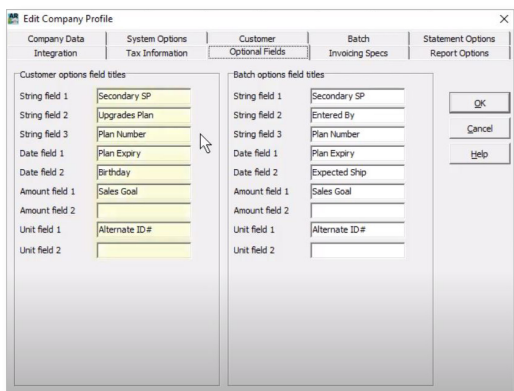 Edit Company Profile
Company Data System Options Customer Batch Statement Options
Integration Tax Information Optional Fields Invoicing Specs Report Options
Customer options field titles
String field 1 Secondary SP
String field 2 Upgrades Plan
String field 3 Plan Number
Date field 1 Plan Expiry
Date field 2 Birthday
Amount field 1 Sales Goal
Amount field 2
Unit field 1 Alternate ID#
Unit field 2
Batch options field titles
String field 1 Secondary SP
String field 2 Entered By
String field 3 Plan Number
Date field 1 Plan Expiry
Date field 2 Expected Ship
Amount field 1 Sales Goal
Amount field 2
Unit field 1 Alternate ID#
Unit field 2
OK
Cancel
Help